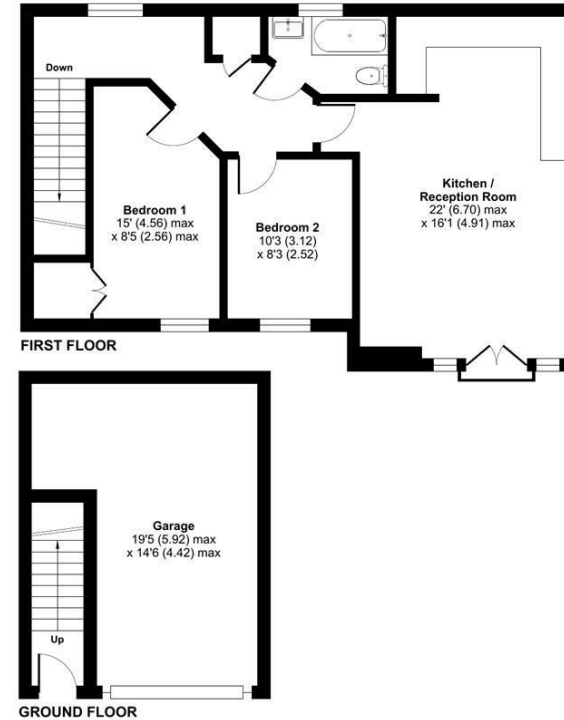 Down
Bedroom 1
15' (4.56) max
x 8'5 (2.56) max
Bedroom 2
10'3 (3.12)
x 8'3 (2.52)
Kitchen /
Reception Room
22' (6.70) max
x 16'1 (4.91) max
FIRST FLOOR
Garage
19'5 (5.92) max
x 14'6 (4.42) max
Up
GROUND FLOOR